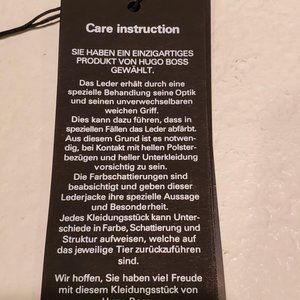 Care instruction
SIE HABEN EIN EINZIGARTIGES
PRODUKT VON HUGO BOSS
GEWÄHLT.
Das Leder erhält durch eine
spezielle Behandlung seine Optik
und seinen unverwechselbaren
weichen Griff.
Dies kann dazu führen, dass in
speziellen Fällen das Leder abfärbt.
Aus diesem Grund ist es notwen-
dig, bei Kontakt mit hellen Polster-
bezügen und heller Unterkleidung
vorsichtig zu sein.
Die Farbschattierungen sind
beabsichtigt und geben dieser
Lederjacke ihre spezielle Aussage
und Besonderheit.
Jedes Kleidungsstück kann Unter-
schiede in Farbe, Schattierung und
Struktur aufweisen, welche auf
das jeweilige Tier zurückzuführen
sind.
Wir hoffen, Sie haben viel Freude
mit diesem Kleidungsstück von
Hugo Boss